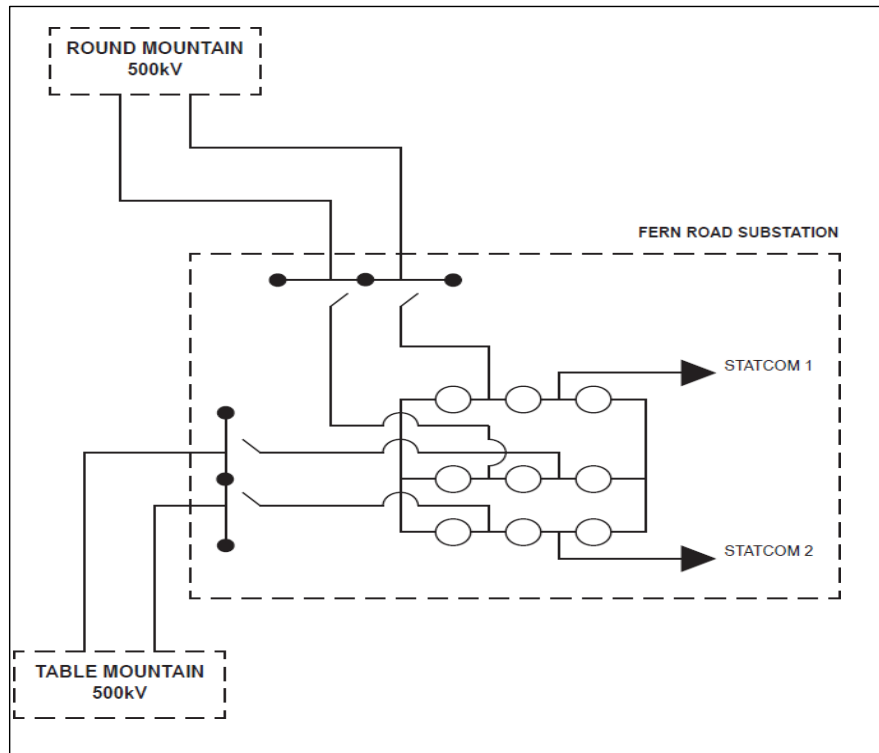 ROUND MOUNTAIN
500kV
FERN ROAD SUBSTATION
STATCOM 1
STATCOM 2
TABLE MOUNTAIN
500kV